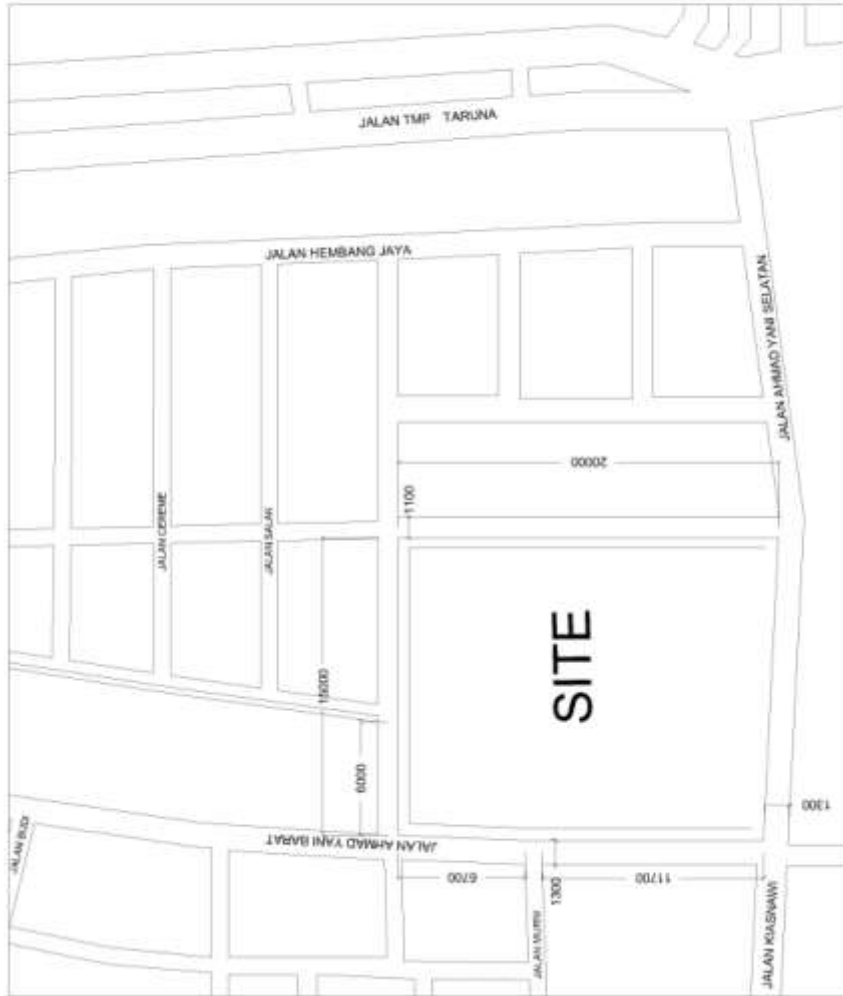 JALAN TMP TARUNA
JALAN HEMBANG JAYA
JALAN AHMAD YANI SELATAN
20000
1100
JALAN CEREME
JALAN SALAK
SITE
15000
6000
1300
JALAN BUDI
JALAN AHMAD YANI BARAT
6700
1300
11700
JALAN MURNI
JALAN KIASNAWI